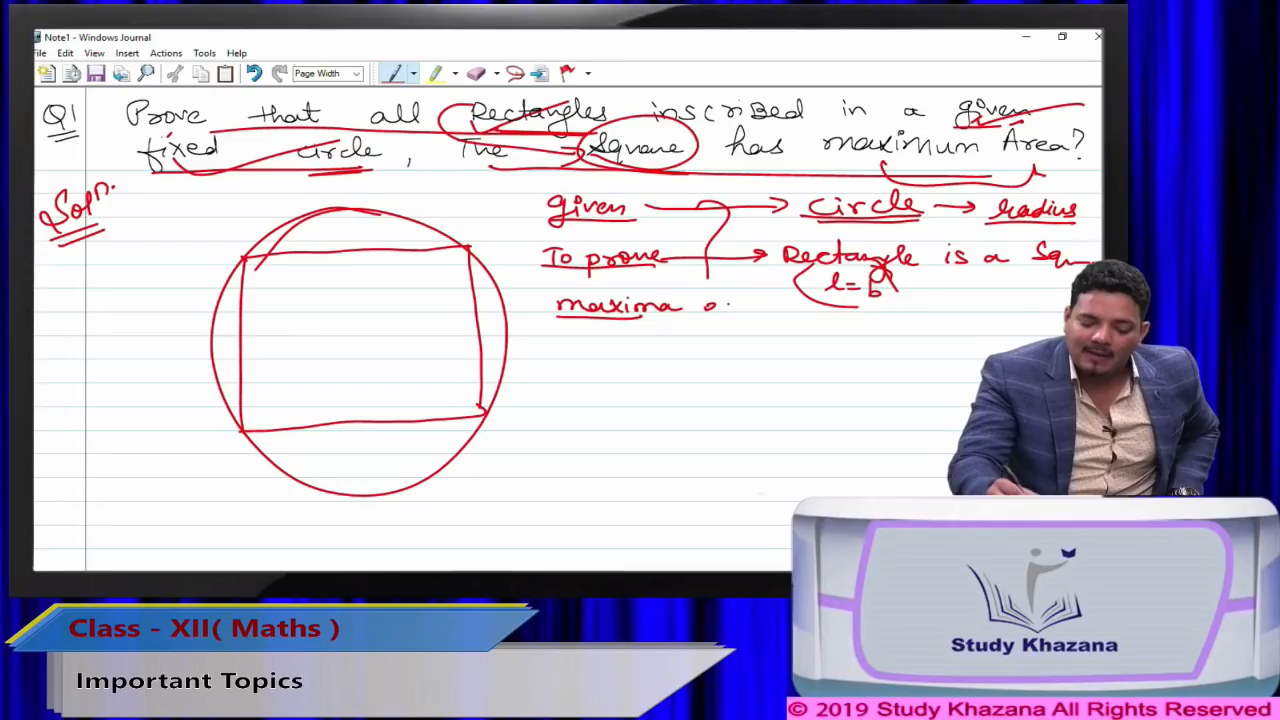 Note1 - Windows Journal
File Edit View Insert Actions Tools Help
Page Width
Q1 Prove that all Rectangles inscribed in a given
fixed circle, The Square has maximum Area?
Solⁿ.
given → circle → radius
To prove → Rectangle is a Squ
l = b
maxima o
Class - XII( Maths )
Important Topics
Study Khazana
© 2019 Study Khazana All Rights Reserved